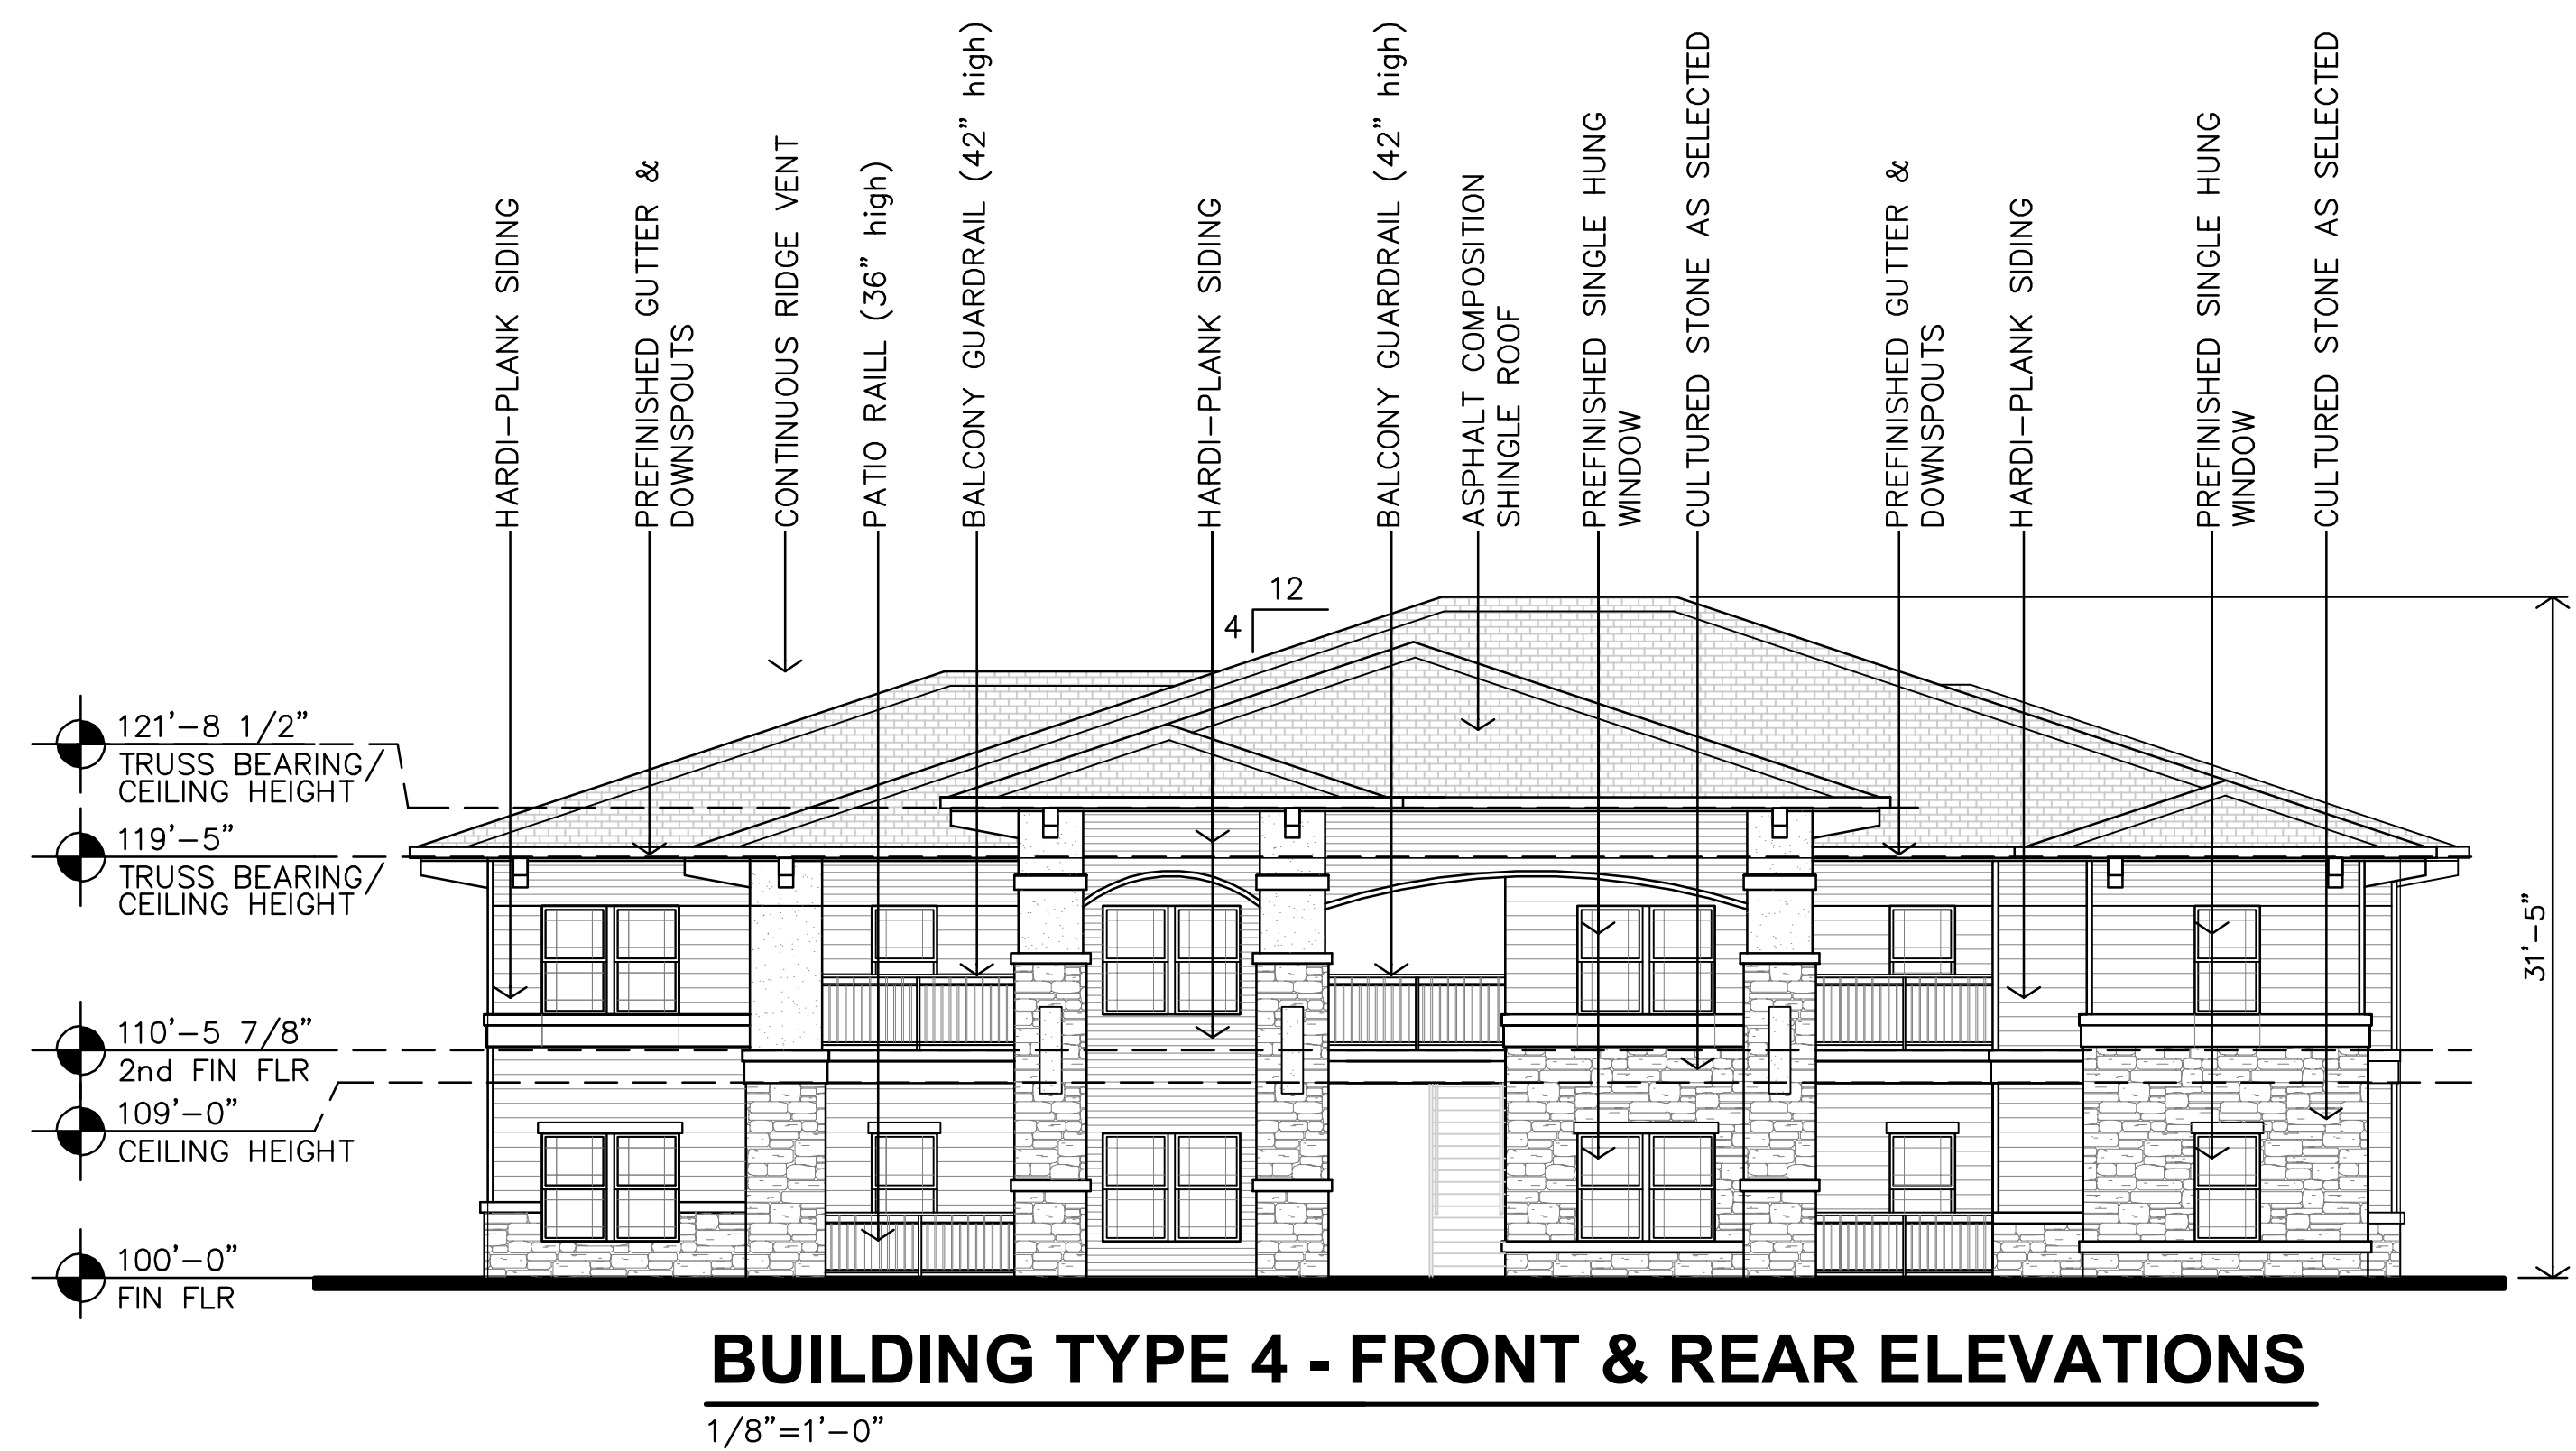 HARDI-PLANK SIDING
PREFINISHED GUTTER &
DOWNSPOUTS
CONTINUOUS RIDGE VENT
PATIO RAILL (36" high)
BALCONY GUARDRAIL (42" high)
HARDI-PLANK SIDING
BALCONY GUARDRAIL (42" high)
ASPHALT COMPOSITION
SHINGLE ROOF
PREFINISHED SINGLE HUNG
WINDOW
CULTURED STONE AS SELECTED
PREFINISHED GUTTER &
DOWNSPOUTS
HARDI-PLANK SIDING
PREFINISHED SINGLE HUNG
WINDOW
CULTURED STONE AS SELECTED
12
4
121'-8 1/2"
TRUSS BEARING/
CEILING HEIGHT
119'-5"
TRUSS BEARING/
CEILING HEIGHT
110'-5 7/8"
2nd FIN FLR
109'-0"
CEILING HEIGHT
100'-0"
FIN FLR
31'-5"
BUILDING TYPE 4 - FRONT & REAR ELEVATIONS
1/8"=1'-0"